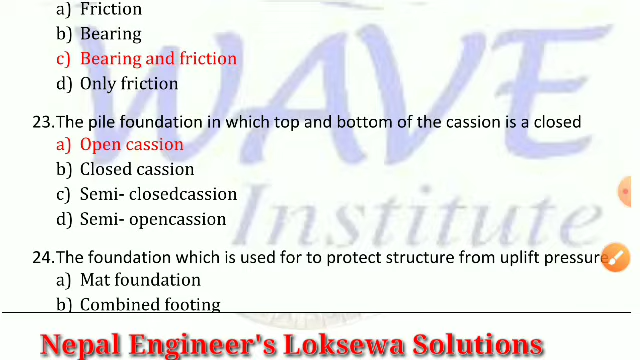 a) Friction
b) Bearing
c) Bearing and friction
d) Only friction
23. The pile foundation in which top and bottom of the cassion is a closed
a) Open cassion
b) Closed cassion
c) Semi- closedcassion
d) Semi- opencassion
24. The foundation which is used for to protect structure from uplift pressure
a) Mat foundation
b) Combined footing
WAVE
Institute
Nepal Engineer's Loksewa Solutions